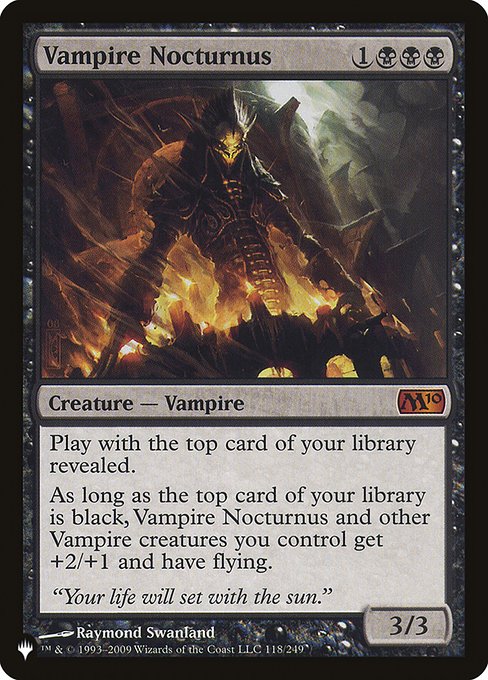 Vampire Nocturnus 1
Creature — Vampire M10
Play with the top card of your library
revealed.
As long as the top card of your library
is black, Vampire Nocturnus and other
Vampire creatures you control get
+2/+1 and have flying.
“Your life will set with the sun.”
Raymond Swanland
3/3
™ & © 1993–2009 Wizards of the Coast LLC 118/249